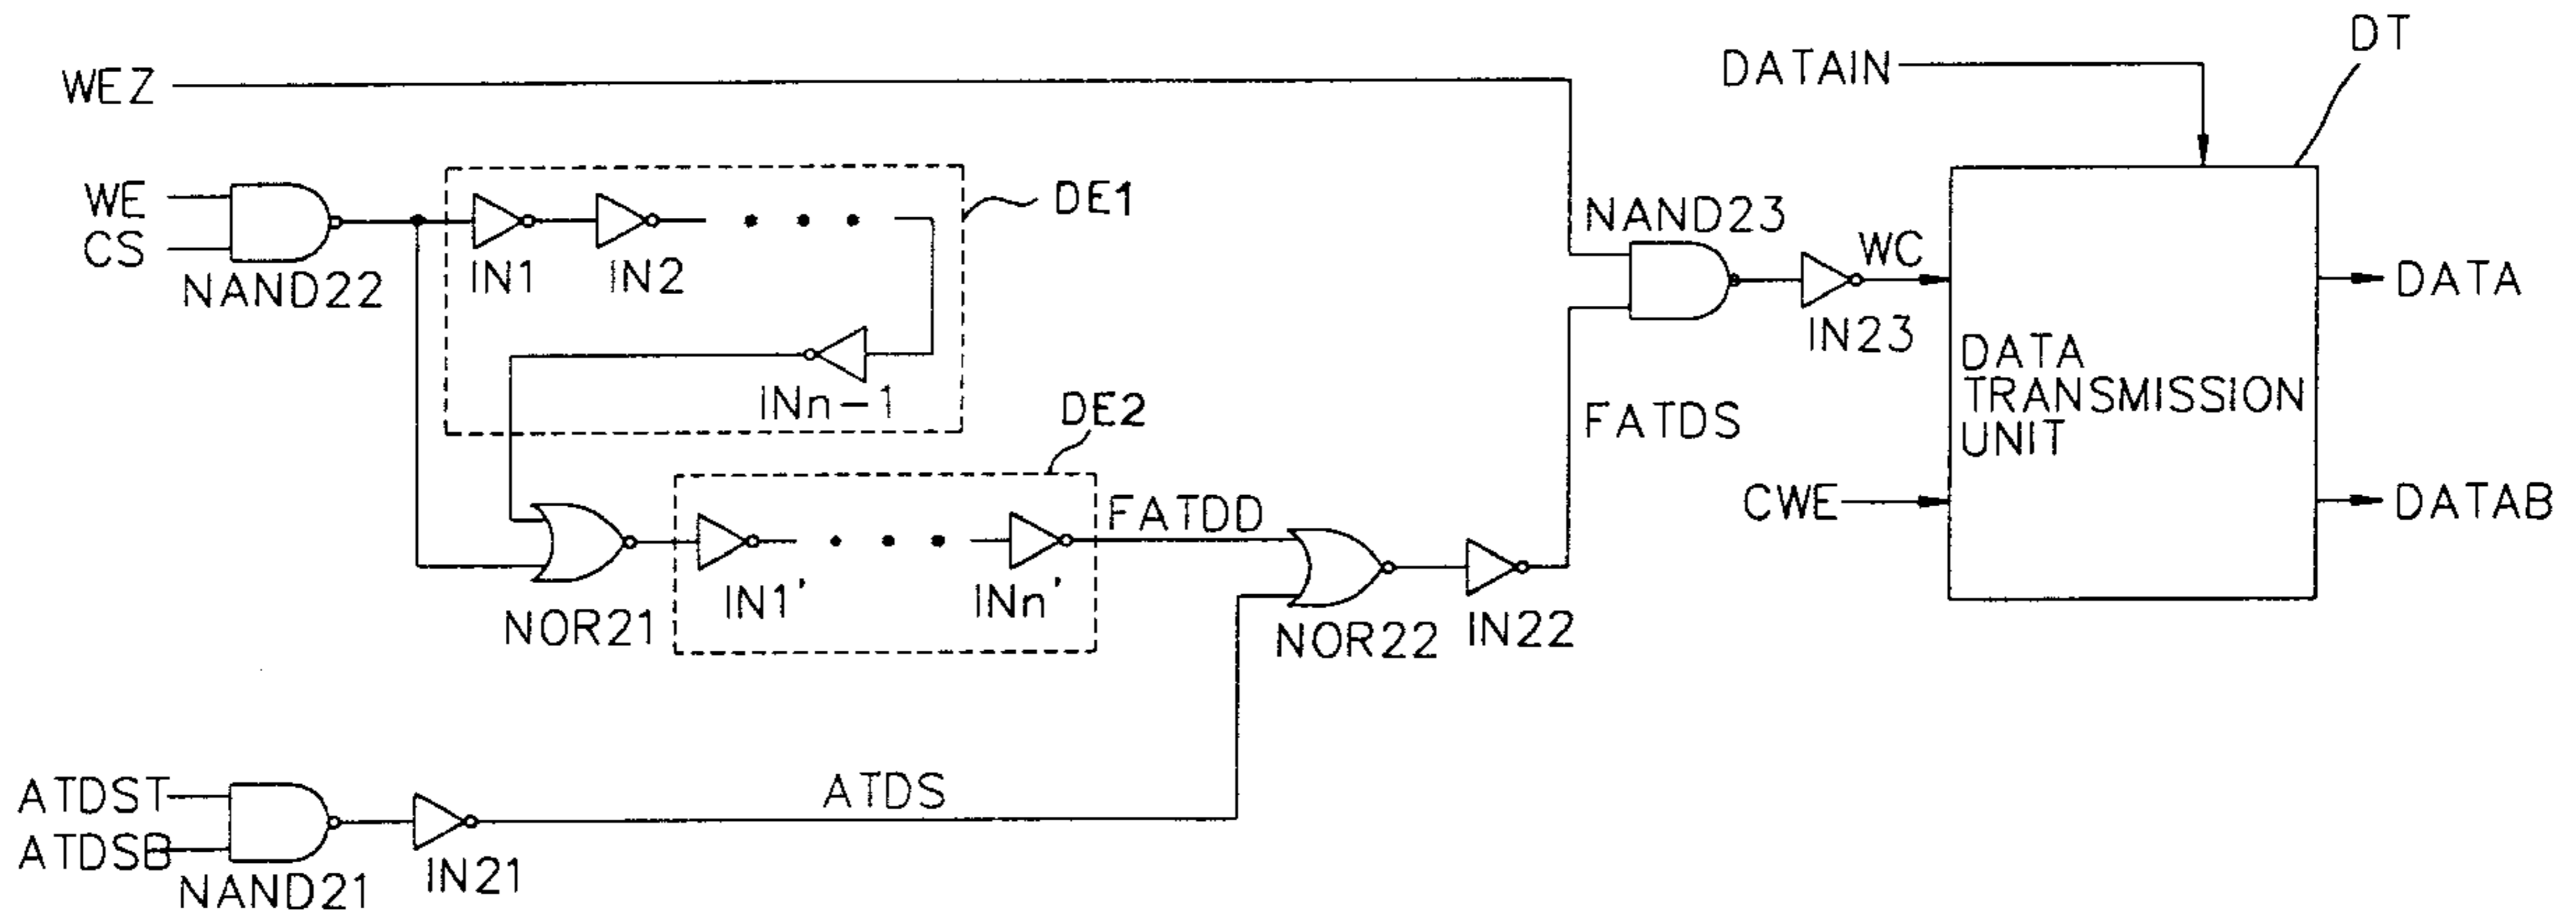 DT
DATAIN
WEZ
WE
CS
NAND22
IN1
IN2
DE1
INn-1
NAND23
WC
IN23
DATA
DATA
TRANSMISSION
UNIT
FATDS
DE2
CWE
DATAB
FATDD
IN1'
INn'
NOR21
NOR22
IN22
ATDST
ATDSB
NAND21
IN21
ATDS